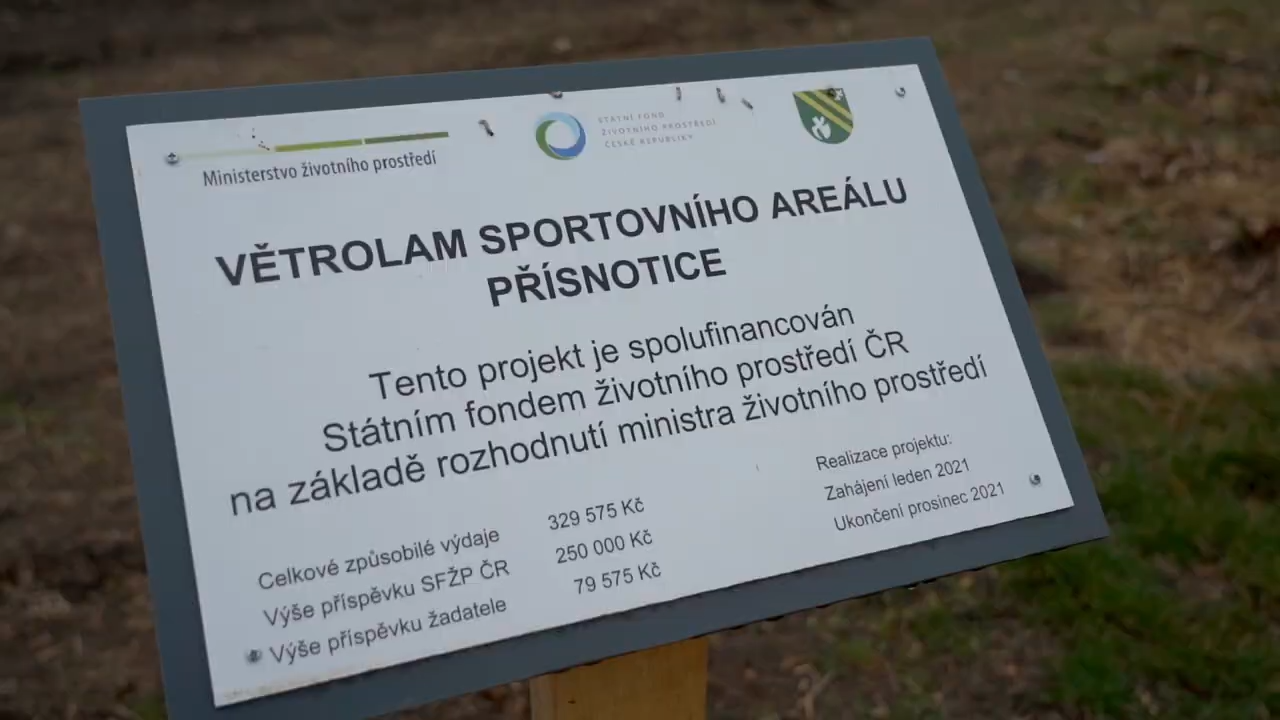 Ministerstvo životního prostředí
STÁTNÍ FOND
ŽIVOTNÍHO PROSTŘEDÍ
ČESKÉ REPUBLIKY
VĚTROLAM SPORTOVNÍHO AREÁLU
PŘÍSNOTICE
Tento projekt je spolufinancován
Státním fondem životního prostředí ČR
na základě rozhodnutí ministra životního prostředí
Celkové způsobilé výdaje 329 575 Kč
Výše příspěvku SFŽP ČR 250 000 Kč
Výše příspěvku žadatele 79 575 Kč
Realizace projektu:
Zahájení leden 2021
Ukončení prosinec 2021